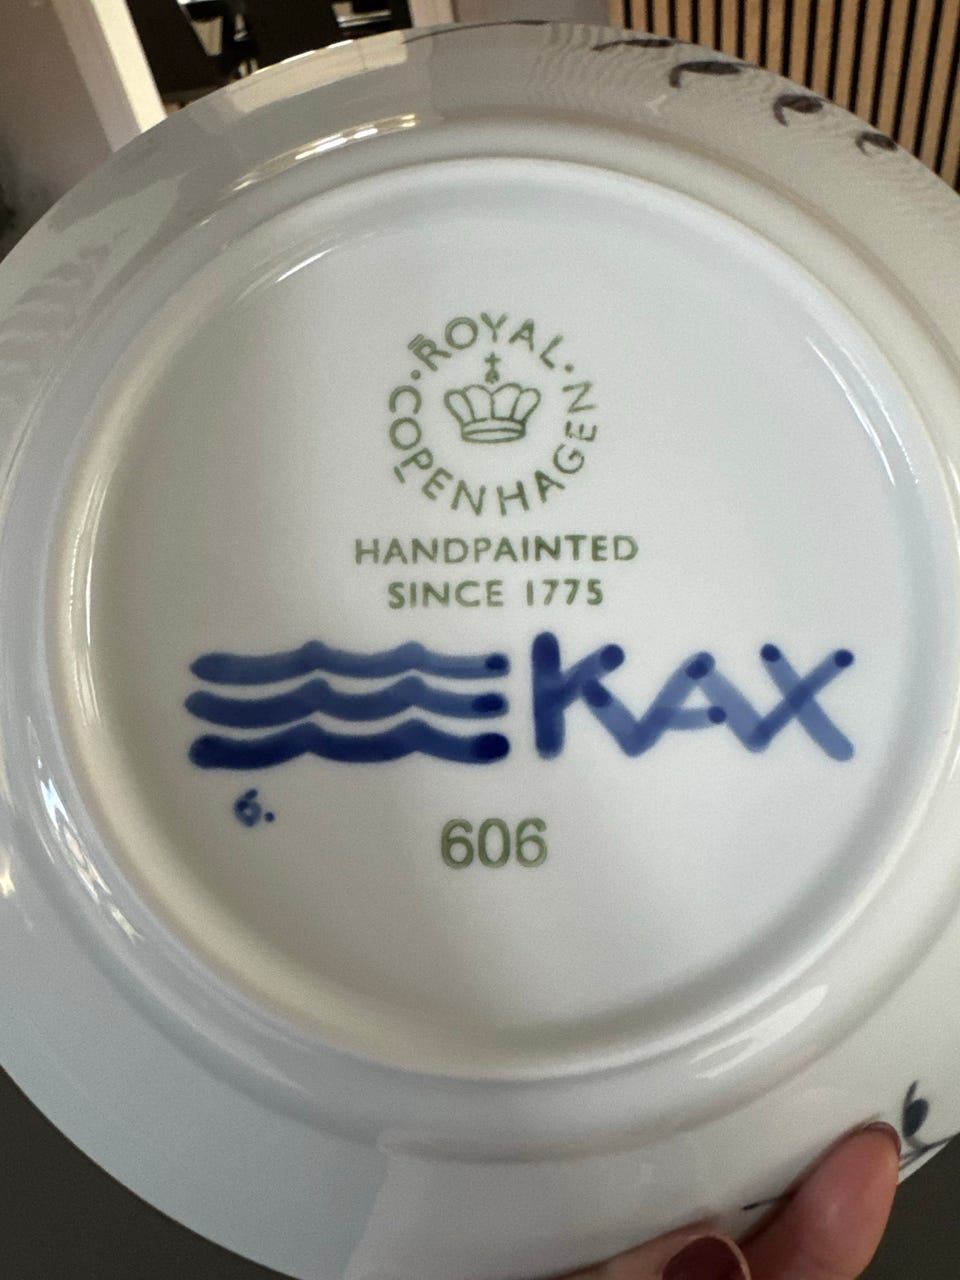 ROYAL·COPENHAGEN·
HANDPAINTED
SINCE 1775
KAX
6.
606